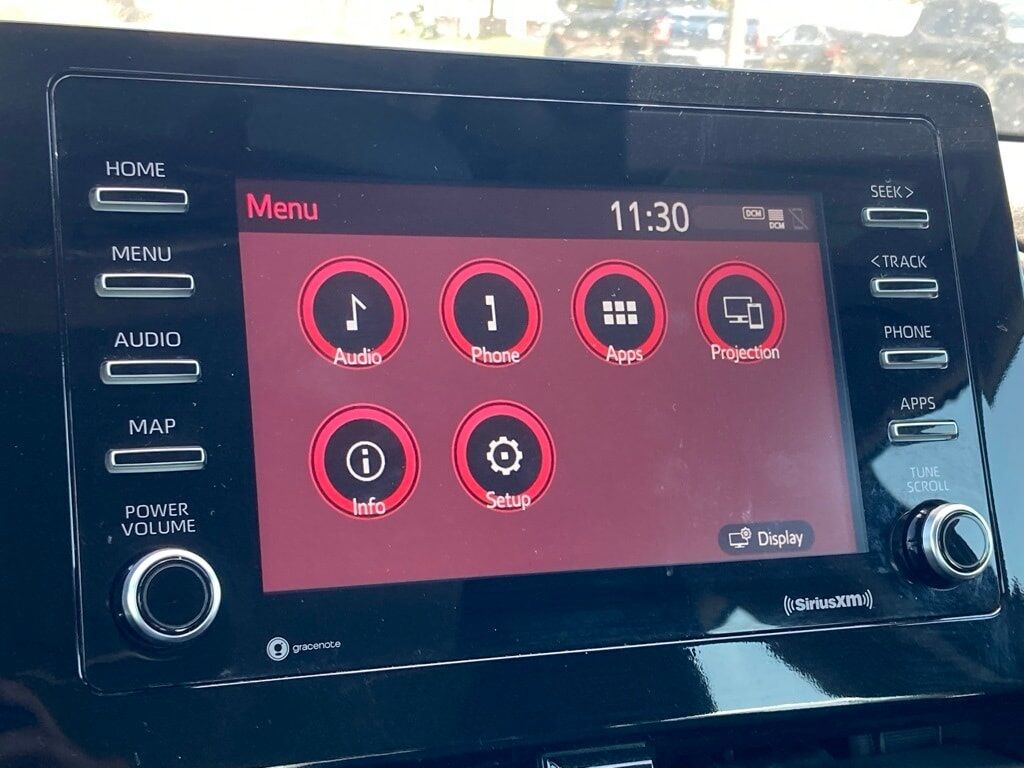 HOME
MENU
AUDIO
MAP
POWER
VOLUME
Menu
11:30
DCM
DCM
Audio
Phone
Apps
Projection
Info
Setup
Display
SEEK >
< TRACK
PHONE
APPS
TUNE
SCROLL
gracenote
((SiriusXM))